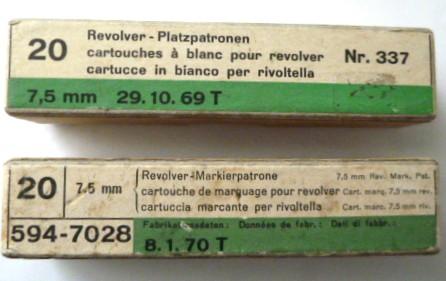 20 Revolver-Platzpatronen
cartouches à blanc pour revolver Nr. 337
cartucce in bianco per rivoltella
7,5 mm 29.10.69 T
20 7.5 mm Revolver-Markierpatrone 7,5 mm Rev. Mark. Pat.
cartouche de marquage pour revolver Cart. marq. 7.5 mm rev.
cartuccia marcante per rivoltella Cart. marc. 7.5 mm riv.
594-7028 Fabrikationsdaten: Données de fabr.: Dati di fabbr.:
8.1.70 T